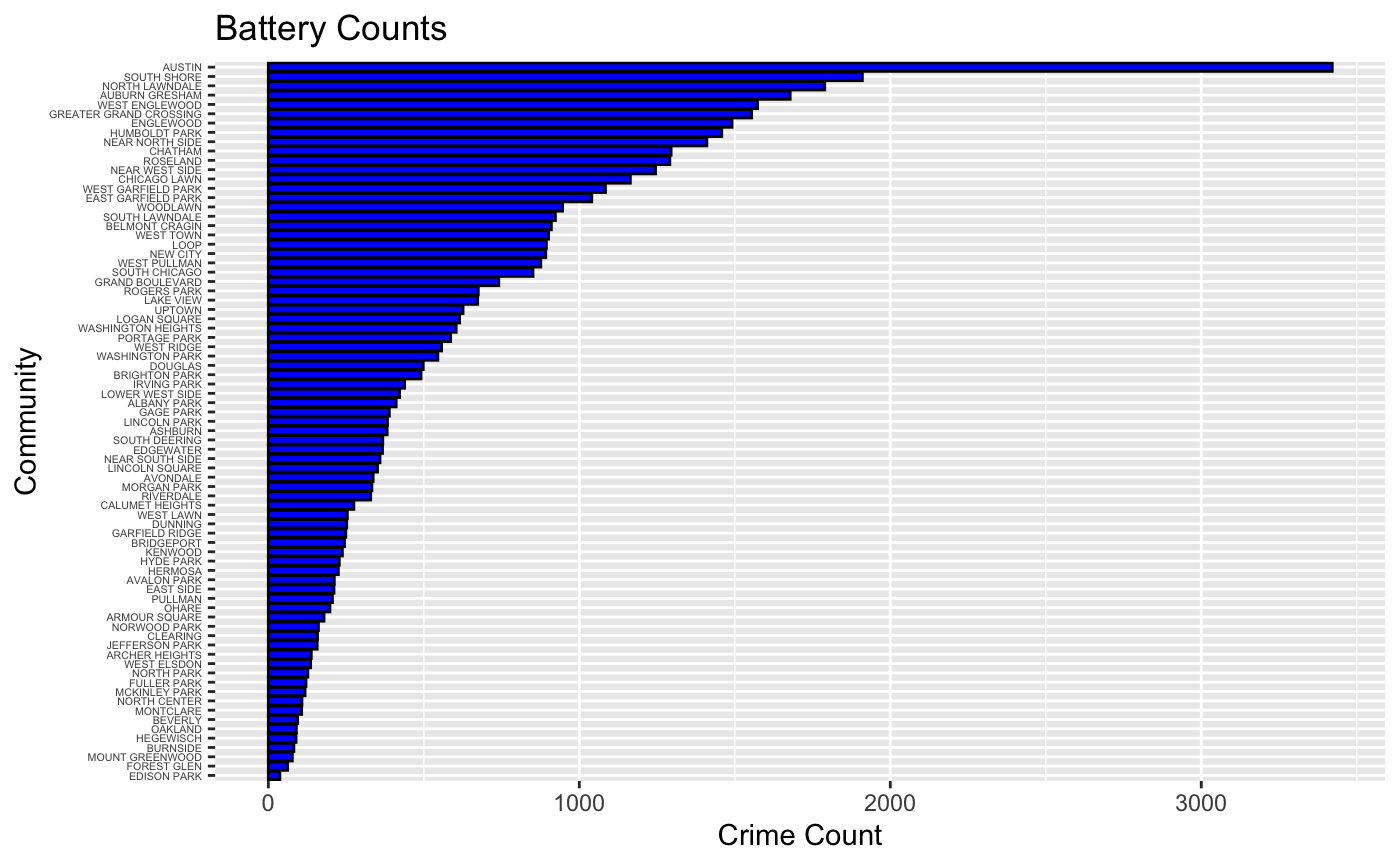 Battery Counts
AUSTIN
SOUTH SHORE
NORTH LAWNDALE
AUBURN GRESHAM
WEST ENGLEWOOD
GREATER GRAND CROSSING
ENGLEWOOD
HUMBOLDT PARK
NEAR NORTH SIDE
CHATHAM
ROSELAND
NEAR WEST SIDE
CHICAGO LAWN
WEST GARFIELD PARK
EAST GARFIELD PARK
WOODLAWN
SOUTH LAWNDALE
BELMONT CRAGIN
WEST TOWN
LOOP
NEW CITY
WEST PULLMAN
SOUTH CHICAGO
GRAND BOULEVARD
ROGERS PARK
LAKE VIEW
UPTOWN
LOGAN SQUARE
WASHINGTON HEIGHTS
PORTAGE PARK
WEST RIDGE
WASHINGTON PARK
DOUGLAS
BRIGHTON PARK
IRVING PARK
LOWER WEST SIDE
ALBANY PARK
GAGE PARK
LINCOLN PARK
ASHBURN
SOUTH DEERING
EDGEWATER
NEAR SOUTH SIDE
LINCOLN SQUARE
AVONDALE
MORGAN PARK
RIVERDALE
CALUMET HEIGHTS
WEST LAWN
DUNNING
GARFIELD RIDGE
BRIDGEPORT
KENWOOD
HYDE PARK
HERMOSA
AVALON PARK
EAST SIDE
PULLMAN
OHARE
ARMOUR SQUARE
NORWOOD PARK
CLEARING
JEFFERSON PARK
ARCHER HEIGHTS
WEST ELSDON
NORTH PARK
FULLER PARK
MCKINLEY PARK
NORTH CENTER
MONTCLARE
BEVERLY
OAKLAND
HEGEWISCH
BURNSIDE
MOUNT GREENWOOD
FOREST GLEN
EDISON PARK
Community
0 1000 2000 3000
Crime Count